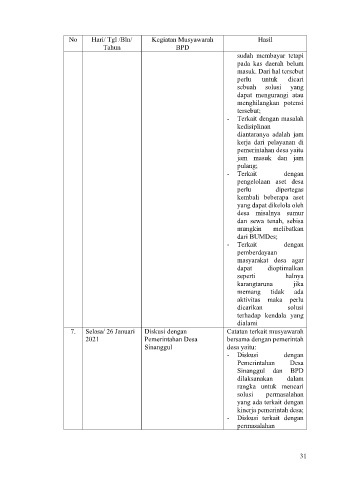 No Hari/ Tgl /Bln/ Kegiatan Musyawarah Hasil
Tahun BPD
sudah membayar tetapi
pada kas daerah belum
masuk. Dari hal tersebut
perlu untuk dicari
sebuah solusi yang
dapat mengurangi atau
menghilangkan potensi
tersebut;
- Terkait dengan masalah
kedisiplinan
diantaranya adalah jam
kerja dari pelayanan di
pemerintahan desa yaitu
jam masuk dan jam
pulang;
- Terkait dengan
pengelolaan aset desa
perlu dipertegas
kembali beberapa aset
yang dapat dikelola oleh
desa misalnya sumur
dan sewa tanah, sebisa
mungkin melibatkan
dari BUMDes;
- Terkait dengan
pemberdayaan
masyarakat desa agar
dapat dioptimalkan
seperti halnya
karangtaruna jika
memang tidak ada
aktivitas maka perlu
dicarikan solusi
terhadap kendala yang
dialami
7. Selasa/ 26 Januari Diskusi dengan Catatan terkait musyawarah
2021 Pemerintahan Desa bersama dengan pemerintah
Sinanggul desa yaitu:
- Diskusi dengan
Pemerintahan Desa
Sinanggul dan BPD
dilaksanakan dalam
rangka untuk mencari
solusi permasalahan
yang ada terkait dengan
kinerja pemerintah desa;
- Diskusi terkait dengan
permasalahan
31